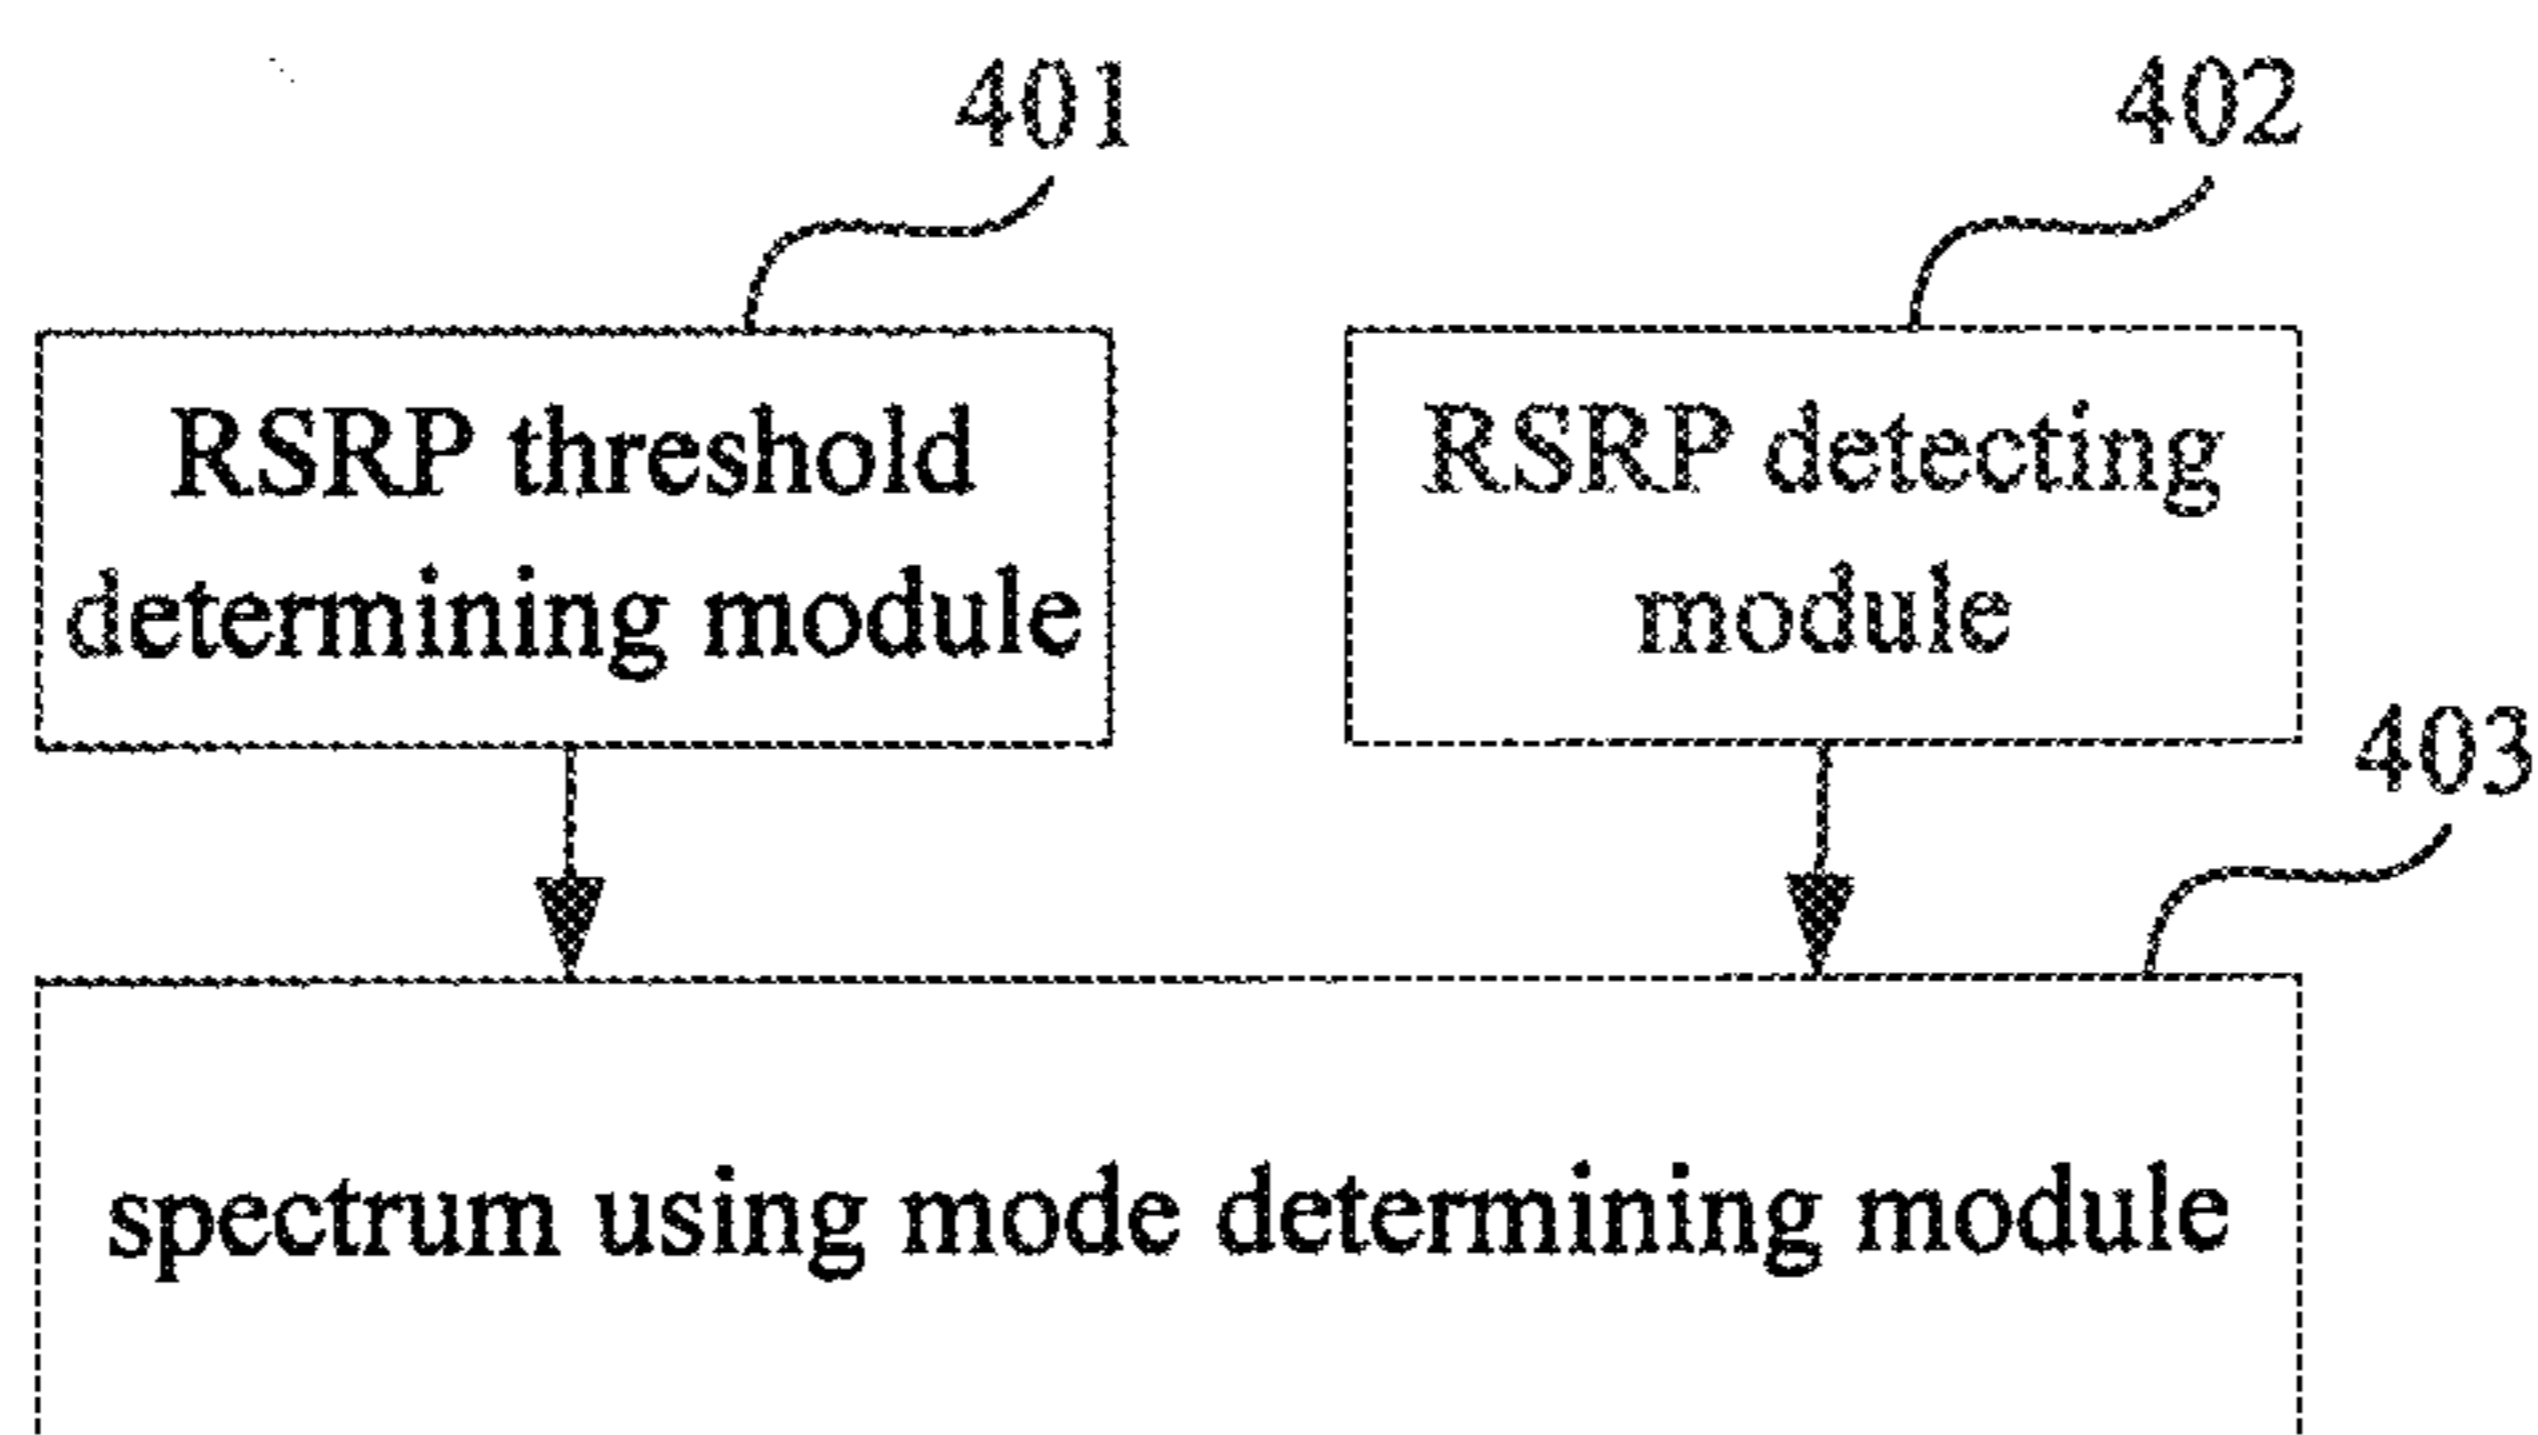 401
402
RSRP threshold
determining module
RSRP detecting
module
403
spectrum using mode determining module